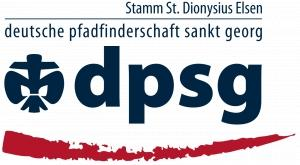 Stamm St. Dionysius Elsen
deutsche pfadfinderschaft sankt georg
dpsg